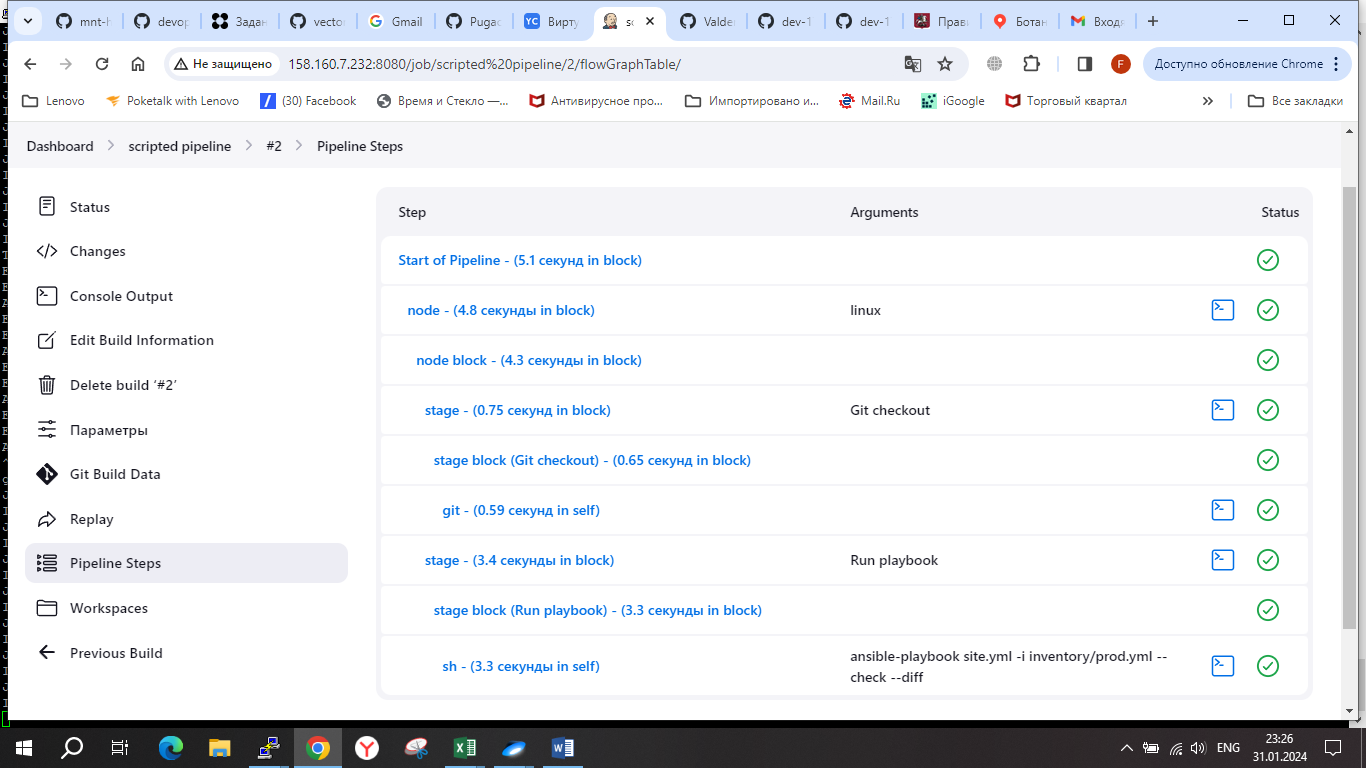 mnt-h
devop
Задан
vector
Gmail
Pugac
YC Вирту
sc
Valder
dev-1
dev-1
Прави
Ботан
Входя
Не защищено 158.160.7.232:8080/job/scripted%20pipeline/2/flowGraphTable/
F
Доступно обновление Chrome
Lenovo
Poketalk with Lenovo
(30) Facebook
Время и Стекло —...
Антивирусное про...
Импортировано и...
Mail.Ru
iGoogle
Торговый квартал
Все закладки
Dashboard scripted pipeline #2 Pipeline Steps
Status
Changes
Console Output
Edit Build Information
Delete build ‘#2’
Параметры
Git Build Data
Replay
Pipeline Steps
Workspaces
Previous Build
Step Arguments Status
Start of Pipeline - (5.1 секунд in block)
node - (4.8 секунды in block) linux
node block - (4.3 секунды in block)
stage - (0.75 секунд in block) Git checkout
stage block (Git checkout) - (0.65 секунд in block)
git - (0.59 секунд in self)
stage - (3.4 секунды in block) Run playbook
stage block (Run playbook) - (3.3 секунды in block)
sh - (3.3 секунды in self) ansible-playbook site.yml -i inventory/prod.yml --
check --diff
ENG
23:26
31.01.2024